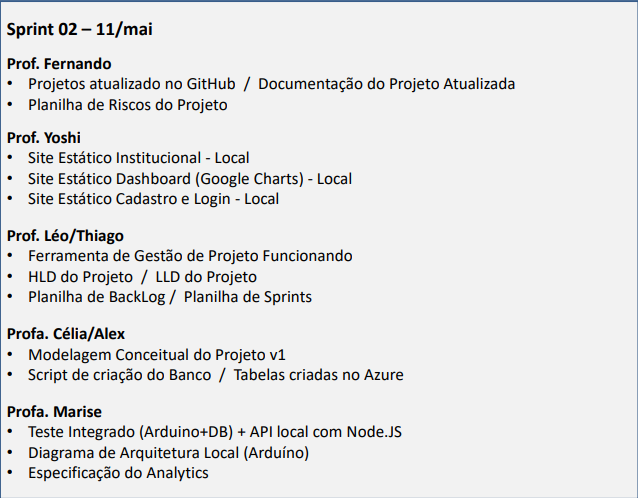 Sprint 02 – 11/mai
Prof. Fernando
• Projetos atualizado no GitHub / Documentação do Projeto Atualizada
• Planilha de Riscos do Projeto
Prof. Yoshi
• Site Estático Institucional - Local
• Site Estático Dashboard (Google Charts) - Local
• Site Estático Cadastro e Login - Local
Prof. Léo/Thiago
• Ferramenta de Gestão de Projeto Funcionando
• HLD do Projeto / LLD do Projeto
• Planilha de BackLog / Planilha de Sprints
Profa. Célia/Alex
• Modelagem Conceitual do Projeto v1
• Script de criação do Banco / Tabelas criadas no Azure
Profa. Marise
• Teste Integrado (Arduino+DB) + API local com Node.JS
• Diagrama de Arquitetura Local (Arduíno)
• Especificação do Analytics